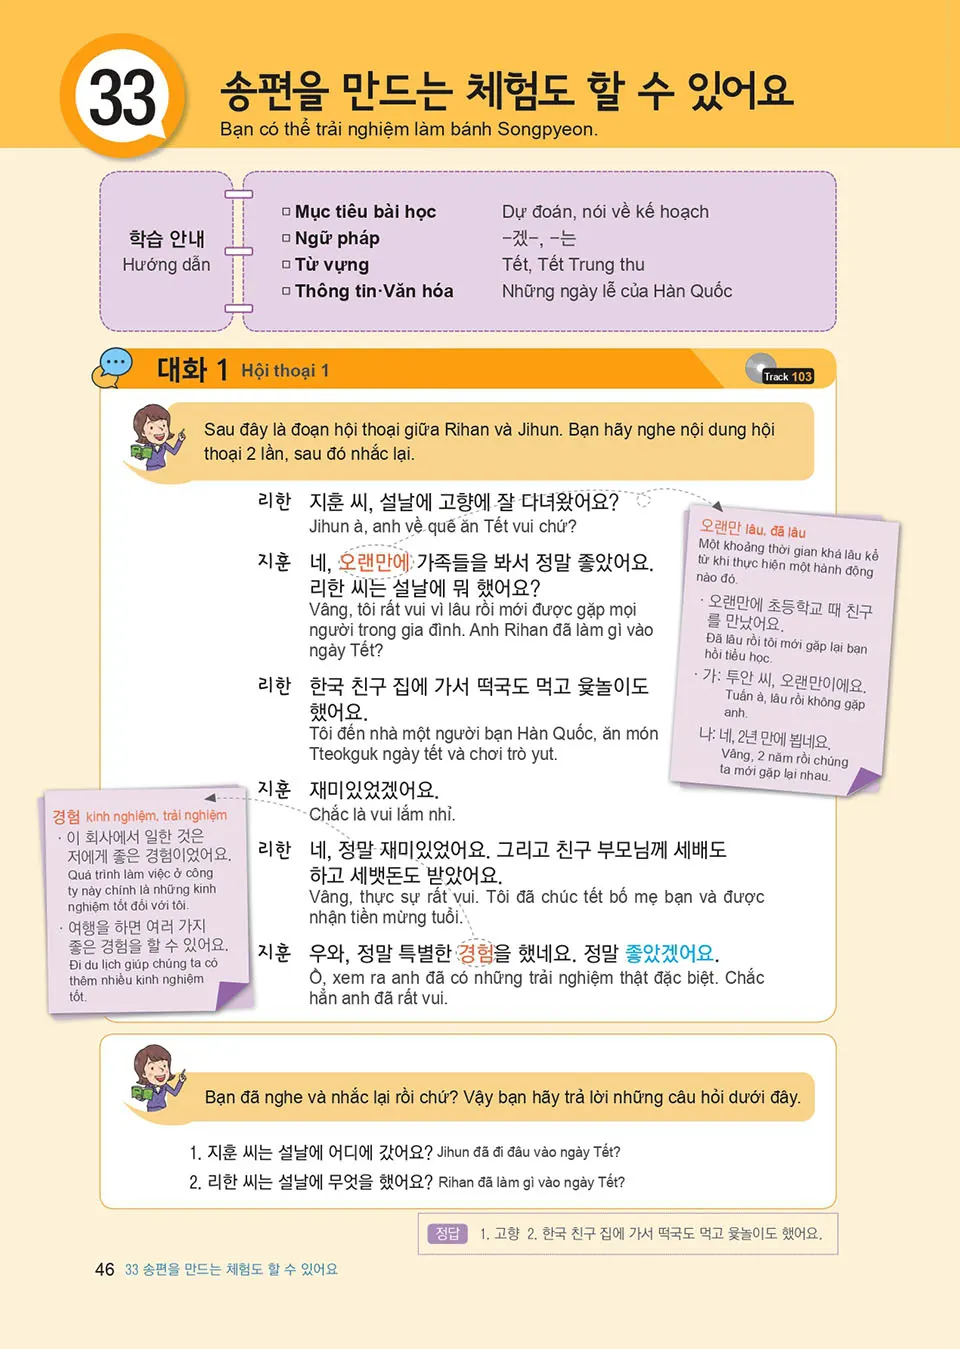 33
송편을 만드는 체험도 할 수 있어요
Bạn có thể trải nghiệm làm bánh Songpyeon.
학습 안내
Hướng dẫn
□ Mục tiêu bài học Dự đoán, nói về kế hoạch
□ Ngữ pháp –겠–, –는
□ Từ vựng Tết, Tết Trung thu
□ Thông tin·Văn hóa Những ngày lễ của Hàn Quốc
대화 1 Hội thoại 1
Track 103
Sau đây là đoạn hội thoại giữa Rihan và Jihun. Bạn hãy nghe nội dung hội
thoại 2 lần, sau đó nhắc lại.
리한 지훈 씨, 설날에 고향에 잘 다녀왔어요?
Jihun à, anh về quê ăn Tết vui chứ?
지훈 네, 오랜만에 가족들을 봐서 정말 좋았어요.
리한 씨는 설날에 뭐 했어요?
Vâng, tôi rất vui vì lâu rồi mới được gặp mọi
người trong gia đình. Anh Rihan đã làm gì vào
ngày Tết?
리한 한국 친구 집에 가서 떡국도 먹고 윷놀이도
했어요.
Tôi đến nhà một người bạn Hàn Quốc, ăn món
Tteokguk ngày tết và chơi trò yut.
지훈 재미있었겠어요.
Chắc là vui lắm nhỉ.
리한 네, 정말 재미있었어요. 그리고 친구 부모님께 세배도
하고 세뱃돈도 받았어요.
Vâng, thực sự rất vui. Tôi đã chúc tết bố mẹ bạn và được
nhận tiền mừng tuổi.
지훈 우와, 정말 특별한 경험을 했네요. 정말 좋았겠어요.
Ồ, xem ra anh đã có những trải nghiệm thật đặc biệt. Chắc
hẳn anh đã rất vui.
오랜만 lâu, đã lâu
Một khoảng thời gian khá lâu kể
từ khi thực hiện một hành động
nào đó.
· 오랜만에 초등학교 때 친구
를 만났어요.
Đã lâu rồi tôi mới gặp lại bạn
hồi tiểu học.
· 가: 투안 씨, 오랜만이에요.
Tuấn à, lâu rồi không gặp
anh.
나: 네, 2년 만에 뵙네요.
Vâng, 2 năm rồi chúng
ta mới gặp lại nhau.
경험 kinh nghiệm, trải nghiệm
· 이 회사에서 일한 것은
저에게 좋은 경험이었어요.
Quá trình làm việc ở công
ty này chính là những kinh
nghiệm tốt đối với tôi.
· 여행을 하면 여러 가지
좋은 경험을 할 수 있어요.
Đi du lịch giúp chúng ta có
thêm nhiều kinh nghiệm
tốt.
Bạn đã nghe và nhắc lại rồi chứ? Vậy bạn hãy trả lời những câu hỏi dưới đây.
1. 지훈 씨는 설날에 어디에 갔어요? Jihun đã đi đâu vào ngày Tết?
2. 리한 씨는 설날에 무엇을 했어요? Rihan đã làm gì vào ngày Tết?
정답 1. 고향 2. 한국 친구 집에 가서 떡국도 먹고 윷놀이도 했어요.
46 33 송편을 만드는 체험도 할 수 있어요